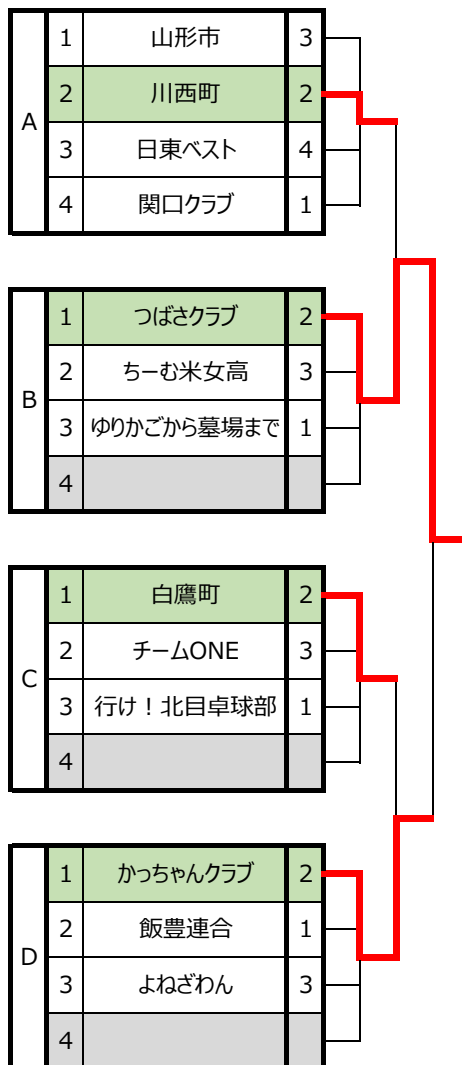 A
1 山形市 3
2 川西町 2
3 日東ベスト 4
4 関口クラブ 1
B
1 つばさクラブ 2
2 ちーむ米女高 3
3 ゆりかごから墓場まで 1
4
C
1 白鷹町 2
2 チームONE 3
3 行け！北目卓球部 1
4
D
1 かっちゃんクラブ 2
2 飯豊連合 1
3 よねざわん 3
4